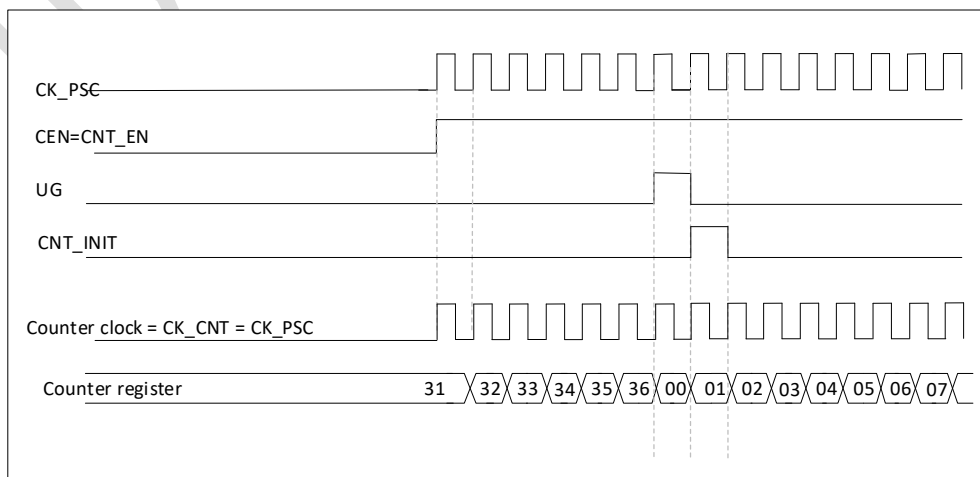 CK_PSC
CEN=CNT_EN
UG
CNT_INIT
Counter clock = CK_CNT = CK_PSC
Counter register 31 32 33 34 35 36 00 01 02 03 04 05 06 07